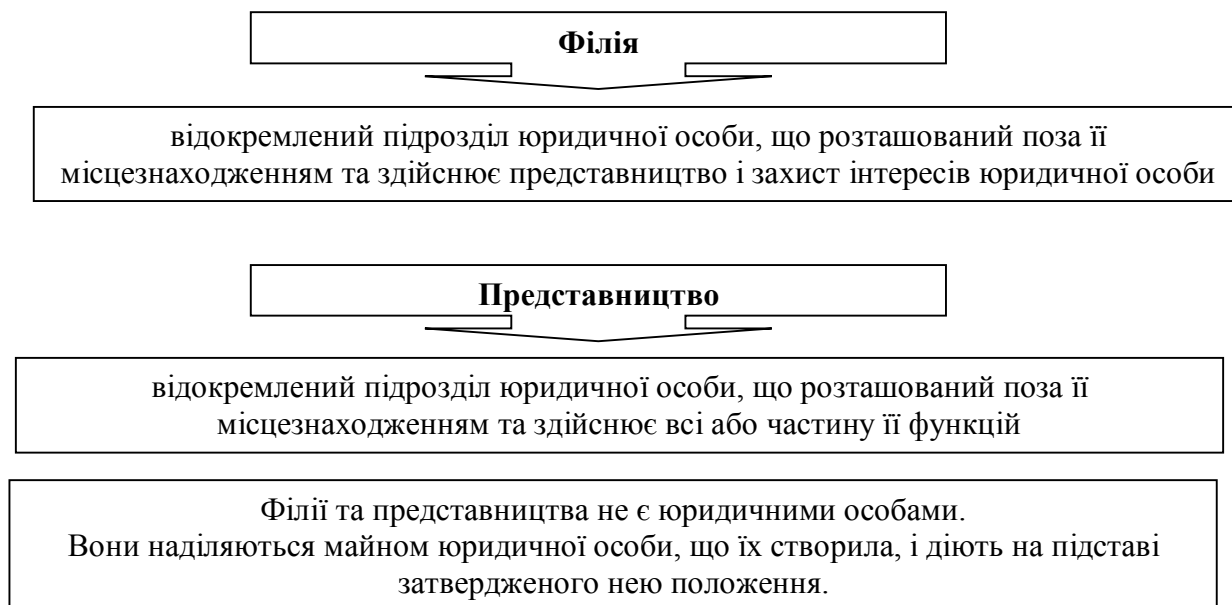 Філія
відокремлений підрозділ юридичної особи, що розташований поза її
місцезнаходженням та здійснює представництво і захист інтересів юридичної особи
Представництво
відокремлений підрозділ юридичної особи, що розташований поза її
місцезнаходженням та здійснює всі або частину її функцій
Філії та представництва не є юридичними особами.
Вони наділяються майном юридичної особи, що їх створила, і діють на підставі
затвердженого нею положення.